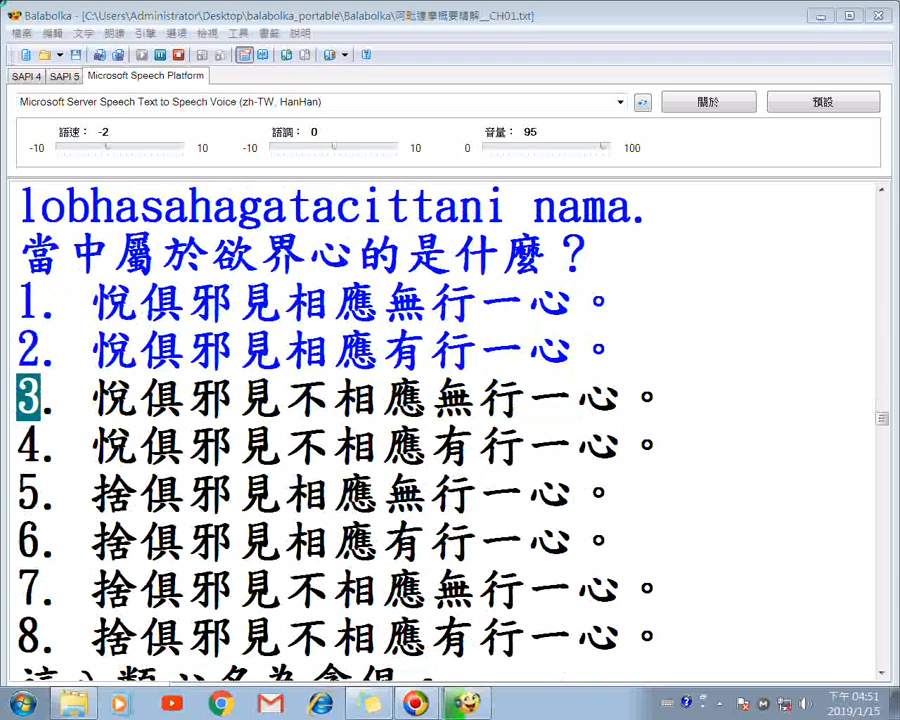 Balabolka - [C:\Users\Administrator\Desktop\balabolka_portable\Balabolka\阿毗達摩概要精解__CH01.txt]
檔案 編輯 文字 朗讀 引擎 選項 檢視 工具 書籤 說明
SAPI 4 SAPI 5 Microsoft Speech Platform
Microsoft Server Speech Text to Speech Voice (zh-TW, HanHan) 關於 預設
語速： -2 語調： 0 音量： 95
-10 10 -10 10 0 100
lobhasahagatacittani nama.
當中屬於欲界心的是什麼？
1. 悅俱邪見相應無行一心。
2. 悅俱邪見相應有行一心。
3. 悅俱邪見不相應無行一心。
4. 悅俱邪見不相應有行一心。
5. 捨俱邪見相應無行一心。
6. 捨俱邪見相應有行一心。
7. 捨俱邪見不相應無行一心。
8. 捨俱邪見不相應有行一心。
下午 04:51
2019/1/15